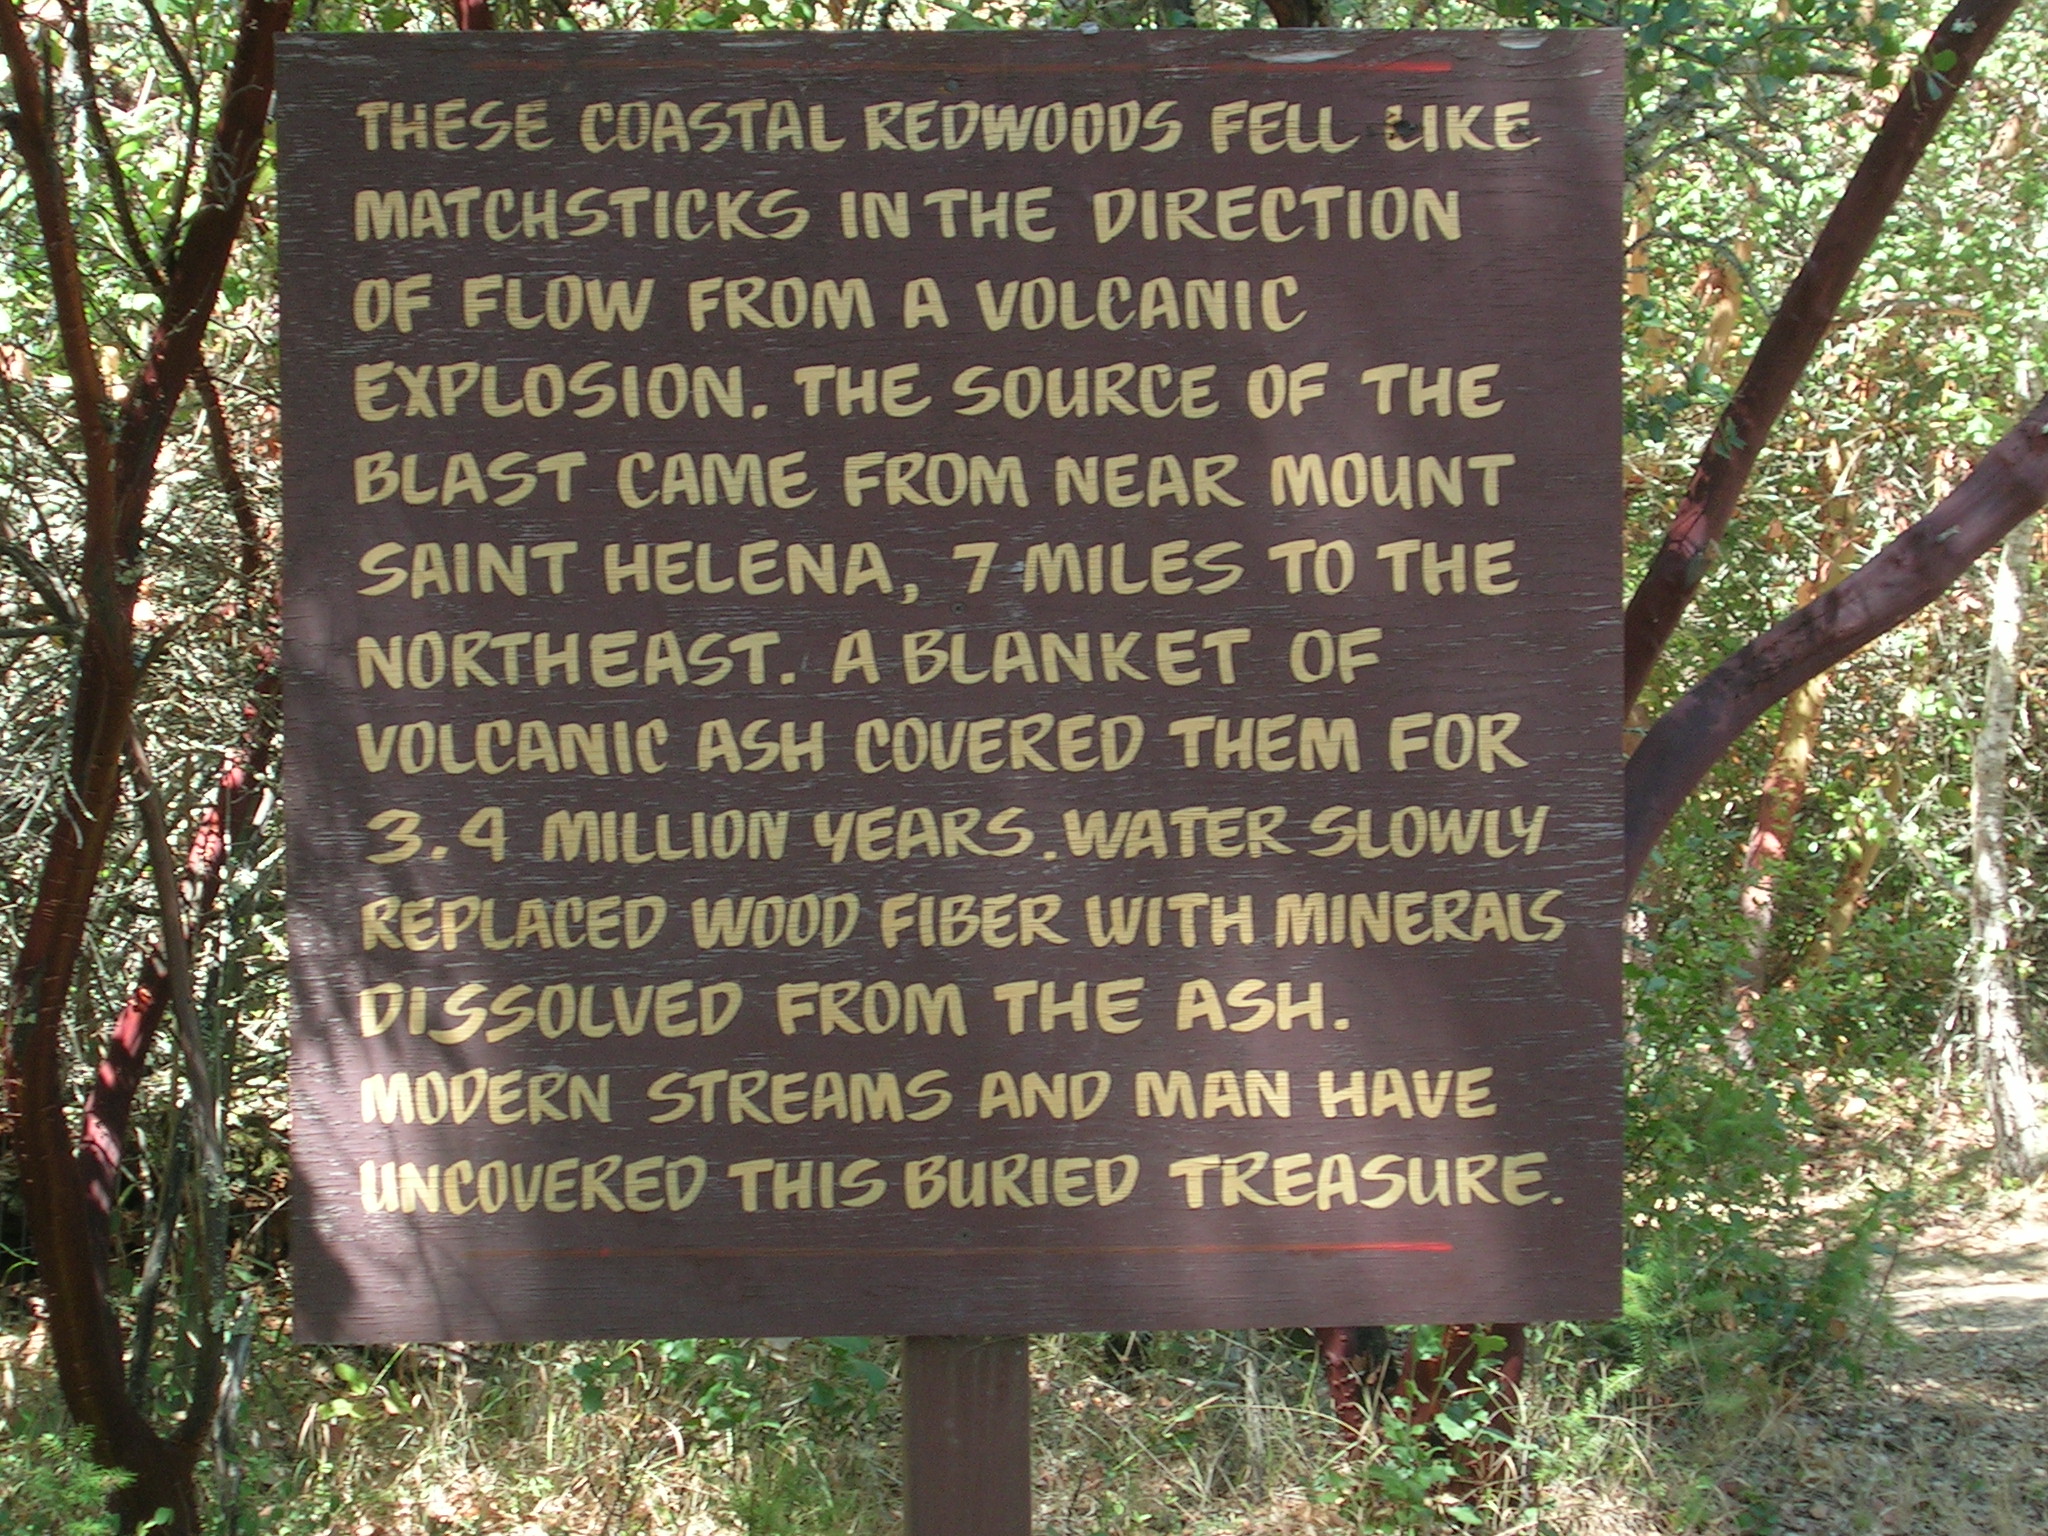 THESE COASTAL REDWOODS FELL LIKE
MATCHSTICKS IN THE DIRECTION
OF FLOW FROM A VOLCANIC
EXPLOSION. THE SOURCE OF THE
BLAST CAME FROM NEAR MOUNT
SAINT HELENA, 7 MILES TO THE
NORTHEAST. A BLANKET OF
VOLCANIC ASH COVERED THEM FOR
3.4 MILLION YEARS. WATER SLOWLY
REPLACED WOOD FIBER WITH MINERALS
DISSOLVED FROM THE ASH.
MODERN STREAMS AND MAN HAVE
UNCOVERED THIS BURIED TREASURE.